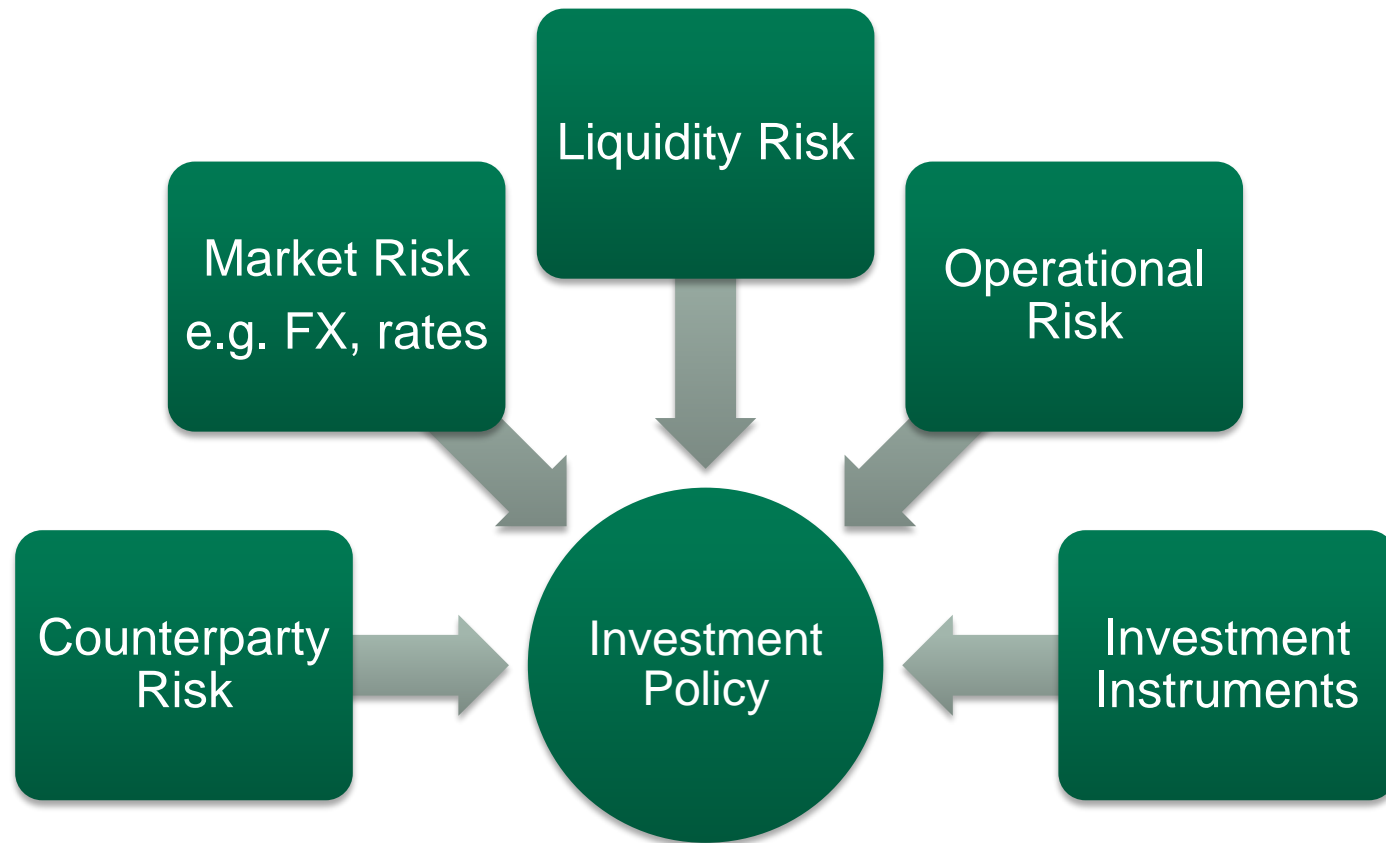 Liquidity Risk
Market Risk
e.g. FX, rates
Operational
Risk
Counterparty
Risk
Investment
Policy
Investment
Instruments